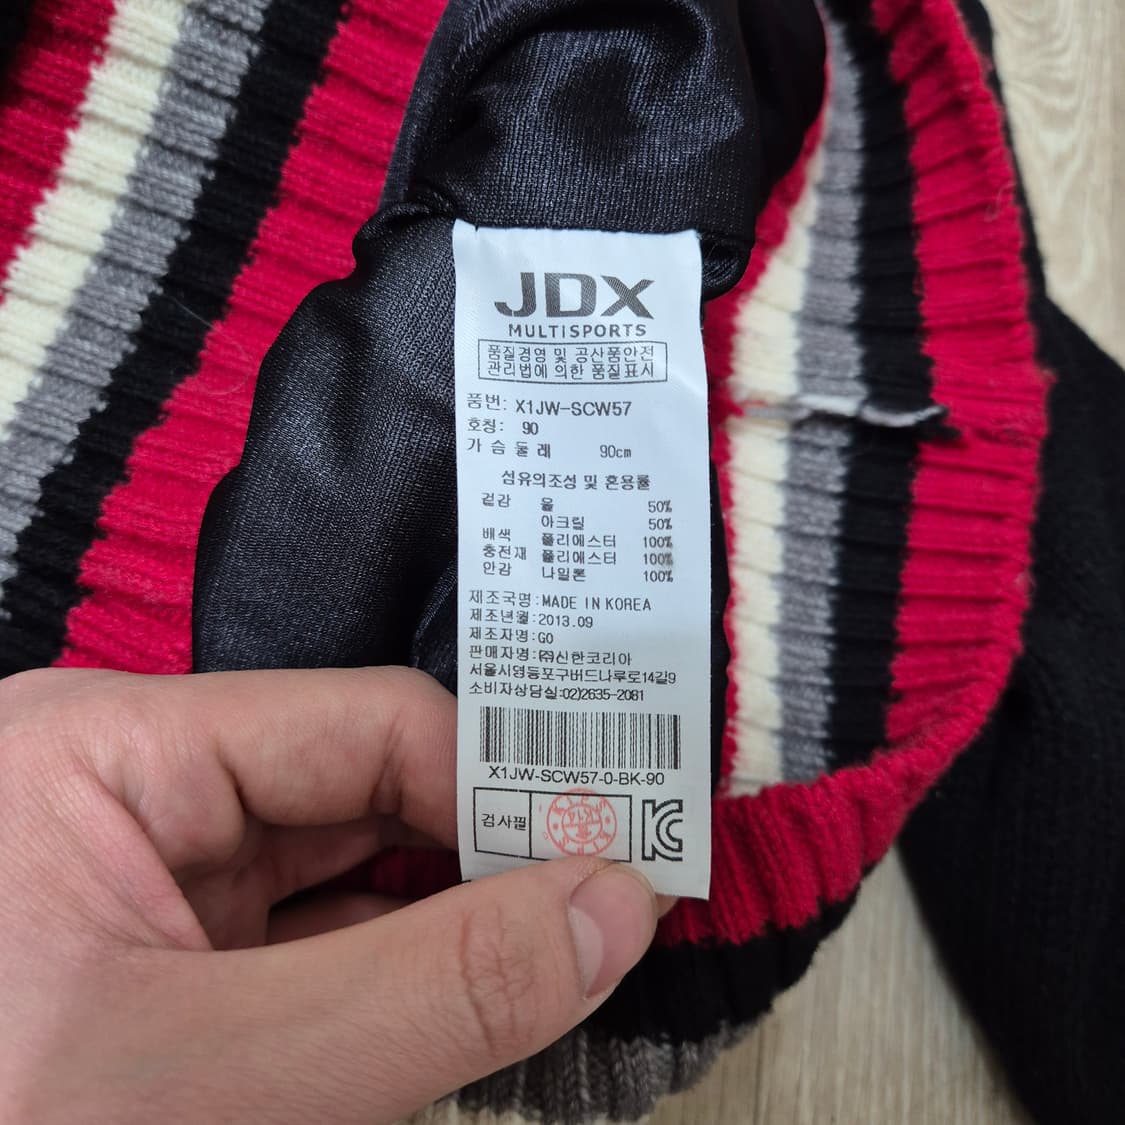 JDX
MULTISPORTS
품질경영 및 공산품안전
관리법에 의한 품질표시
품번: X1JW-SCW57
호칭: 90
가 슴 둘 레 90cm
섬유의조성 및 혼용률
겉감 울 50%
아크릴 50%
배색 폴리에스터 100%
충전재 폴리에스터 100%
안감 나일론 100%
제조국명:MADE IN KOREA
제조년월:2013.09
제조자명:GO
판매자명:㈜신한코리아
서울시영등포구버드나루로14길9
소비자상담실:02)2635-2081
X1JW-SCW57-0-BK-90
검사필
K14